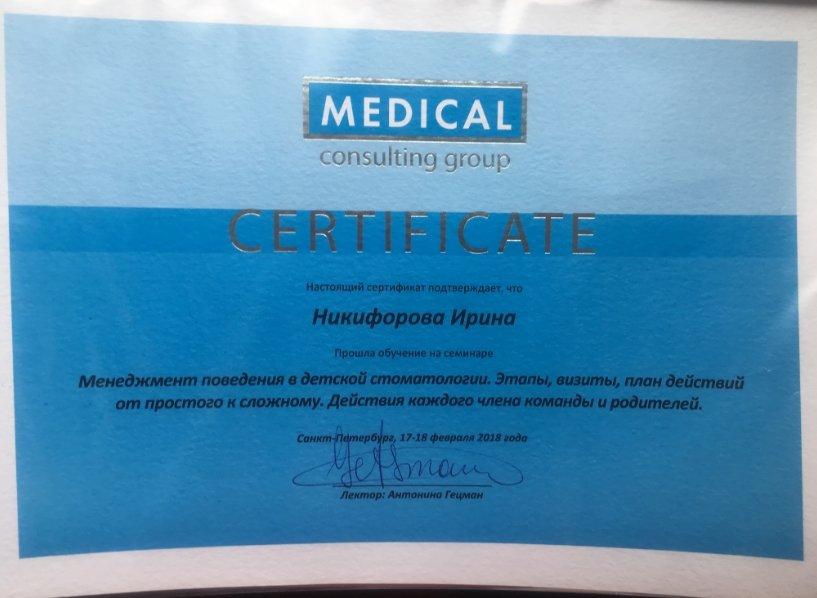 MEDICAL
consulting group
CERTIFICATE
Настоящий сертификат подтверждает, что
Никифорова Ирина
Прошла обучение на семинаре
Менеджмент поведения в детской стоматологии. Этапы, визиты, план действий
от простого к сложному. Действия каждого члена команды и родителей.
Санкт-Петербург, 17-18 февраля 2018 года
Лектор: Антонина Гецман